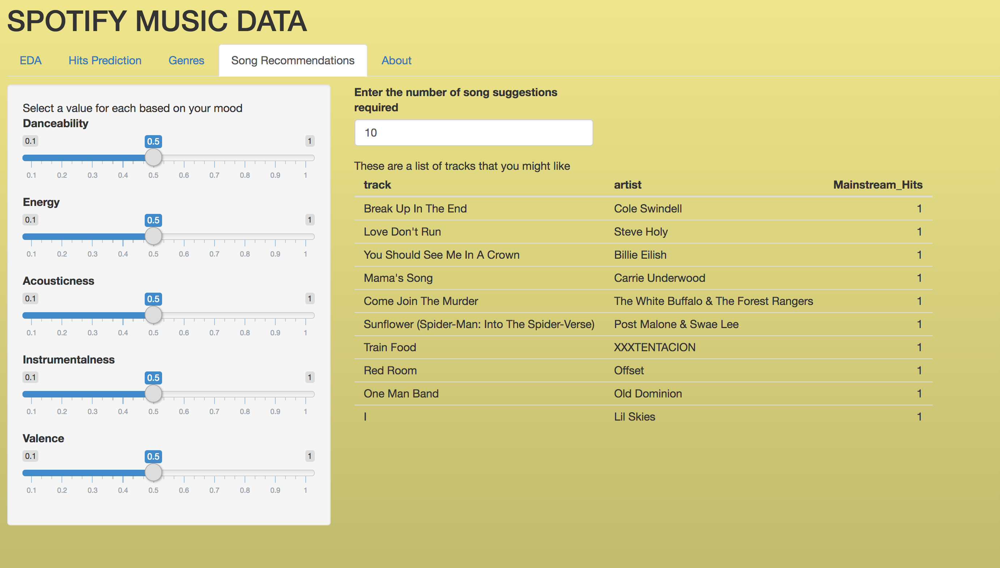 SPOTIFY MUSIC DATA
EDA Hits Prediction Genres Song Recommendations About
Select a value for each based on your mood
Danceability
0.1 0.5 1
0.1 0.2 0.3 0.4 0.5 0.6 0.7 0.8 0.9 1
Energy
0.1 0.5 1
0.1 0.2 0.3 0.4 0.5 0.6 0.7 0.8 0.9 1
Acousticness
0.1 0.5 1
0.1 0.2 0.3 0.4 0.5 0.6 0.7 0.8 0.9 1
Instrumentalness
0.1 0.5 1
0.1 0.2 0.3 0.4 0.5 0.6 0.7 0.8 0.9 1
Valence
0.1 0.5 1
0.1 0.2 0.3 0.4 0.5 0.6 0.7 0.8 0.9 1
Enter the number of song suggestions
required
10
These are a list of tracks that you might like
track artist Mainstream_Hits
Break Up In The End Cole Swindell 1
Love Don't Run Steve Holy 1
You Should See Me In A Crown Billie Eilish 1
Mama's Song Carrie Underwood 1
Come Join The Murder The White Buffalo & The Forest Rangers 1
Sunflower (Spider-Man: Into The Spider-Verse) Post Malone & Swae Lee 1
Train Food XXXTENTACION 1
Red Room Offset 1
One Man Band Old Dominion 1
I Lil Skies 1